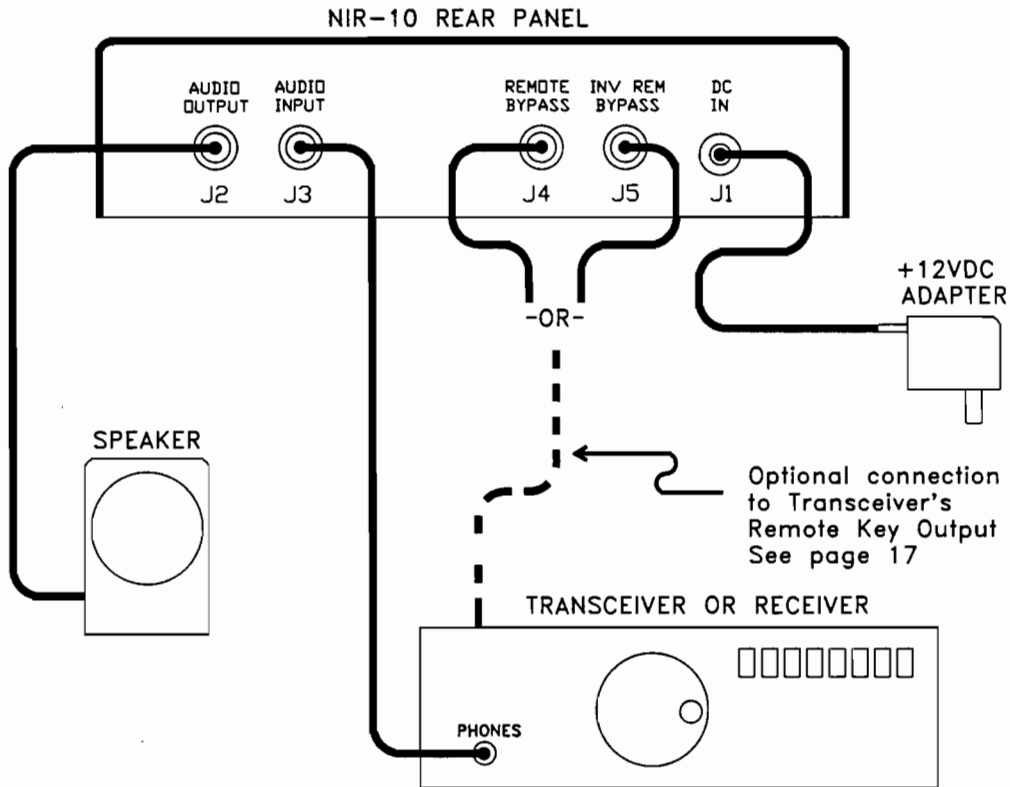 NIR-10 REAR PANEL
AUDIO
OUTPUT
AUDIO
INPUT
REMOTE
BYPASS
INV REM
BYPASS
DC
IN
J2
J3
J4
J5
J1
+12VDC
ADAPTER
-OR-
SPEAKER
Optional connection
to Transceiver's
Remote Key Output
See page 17
TRANSCEIVER OR RECEIVER
PHONES